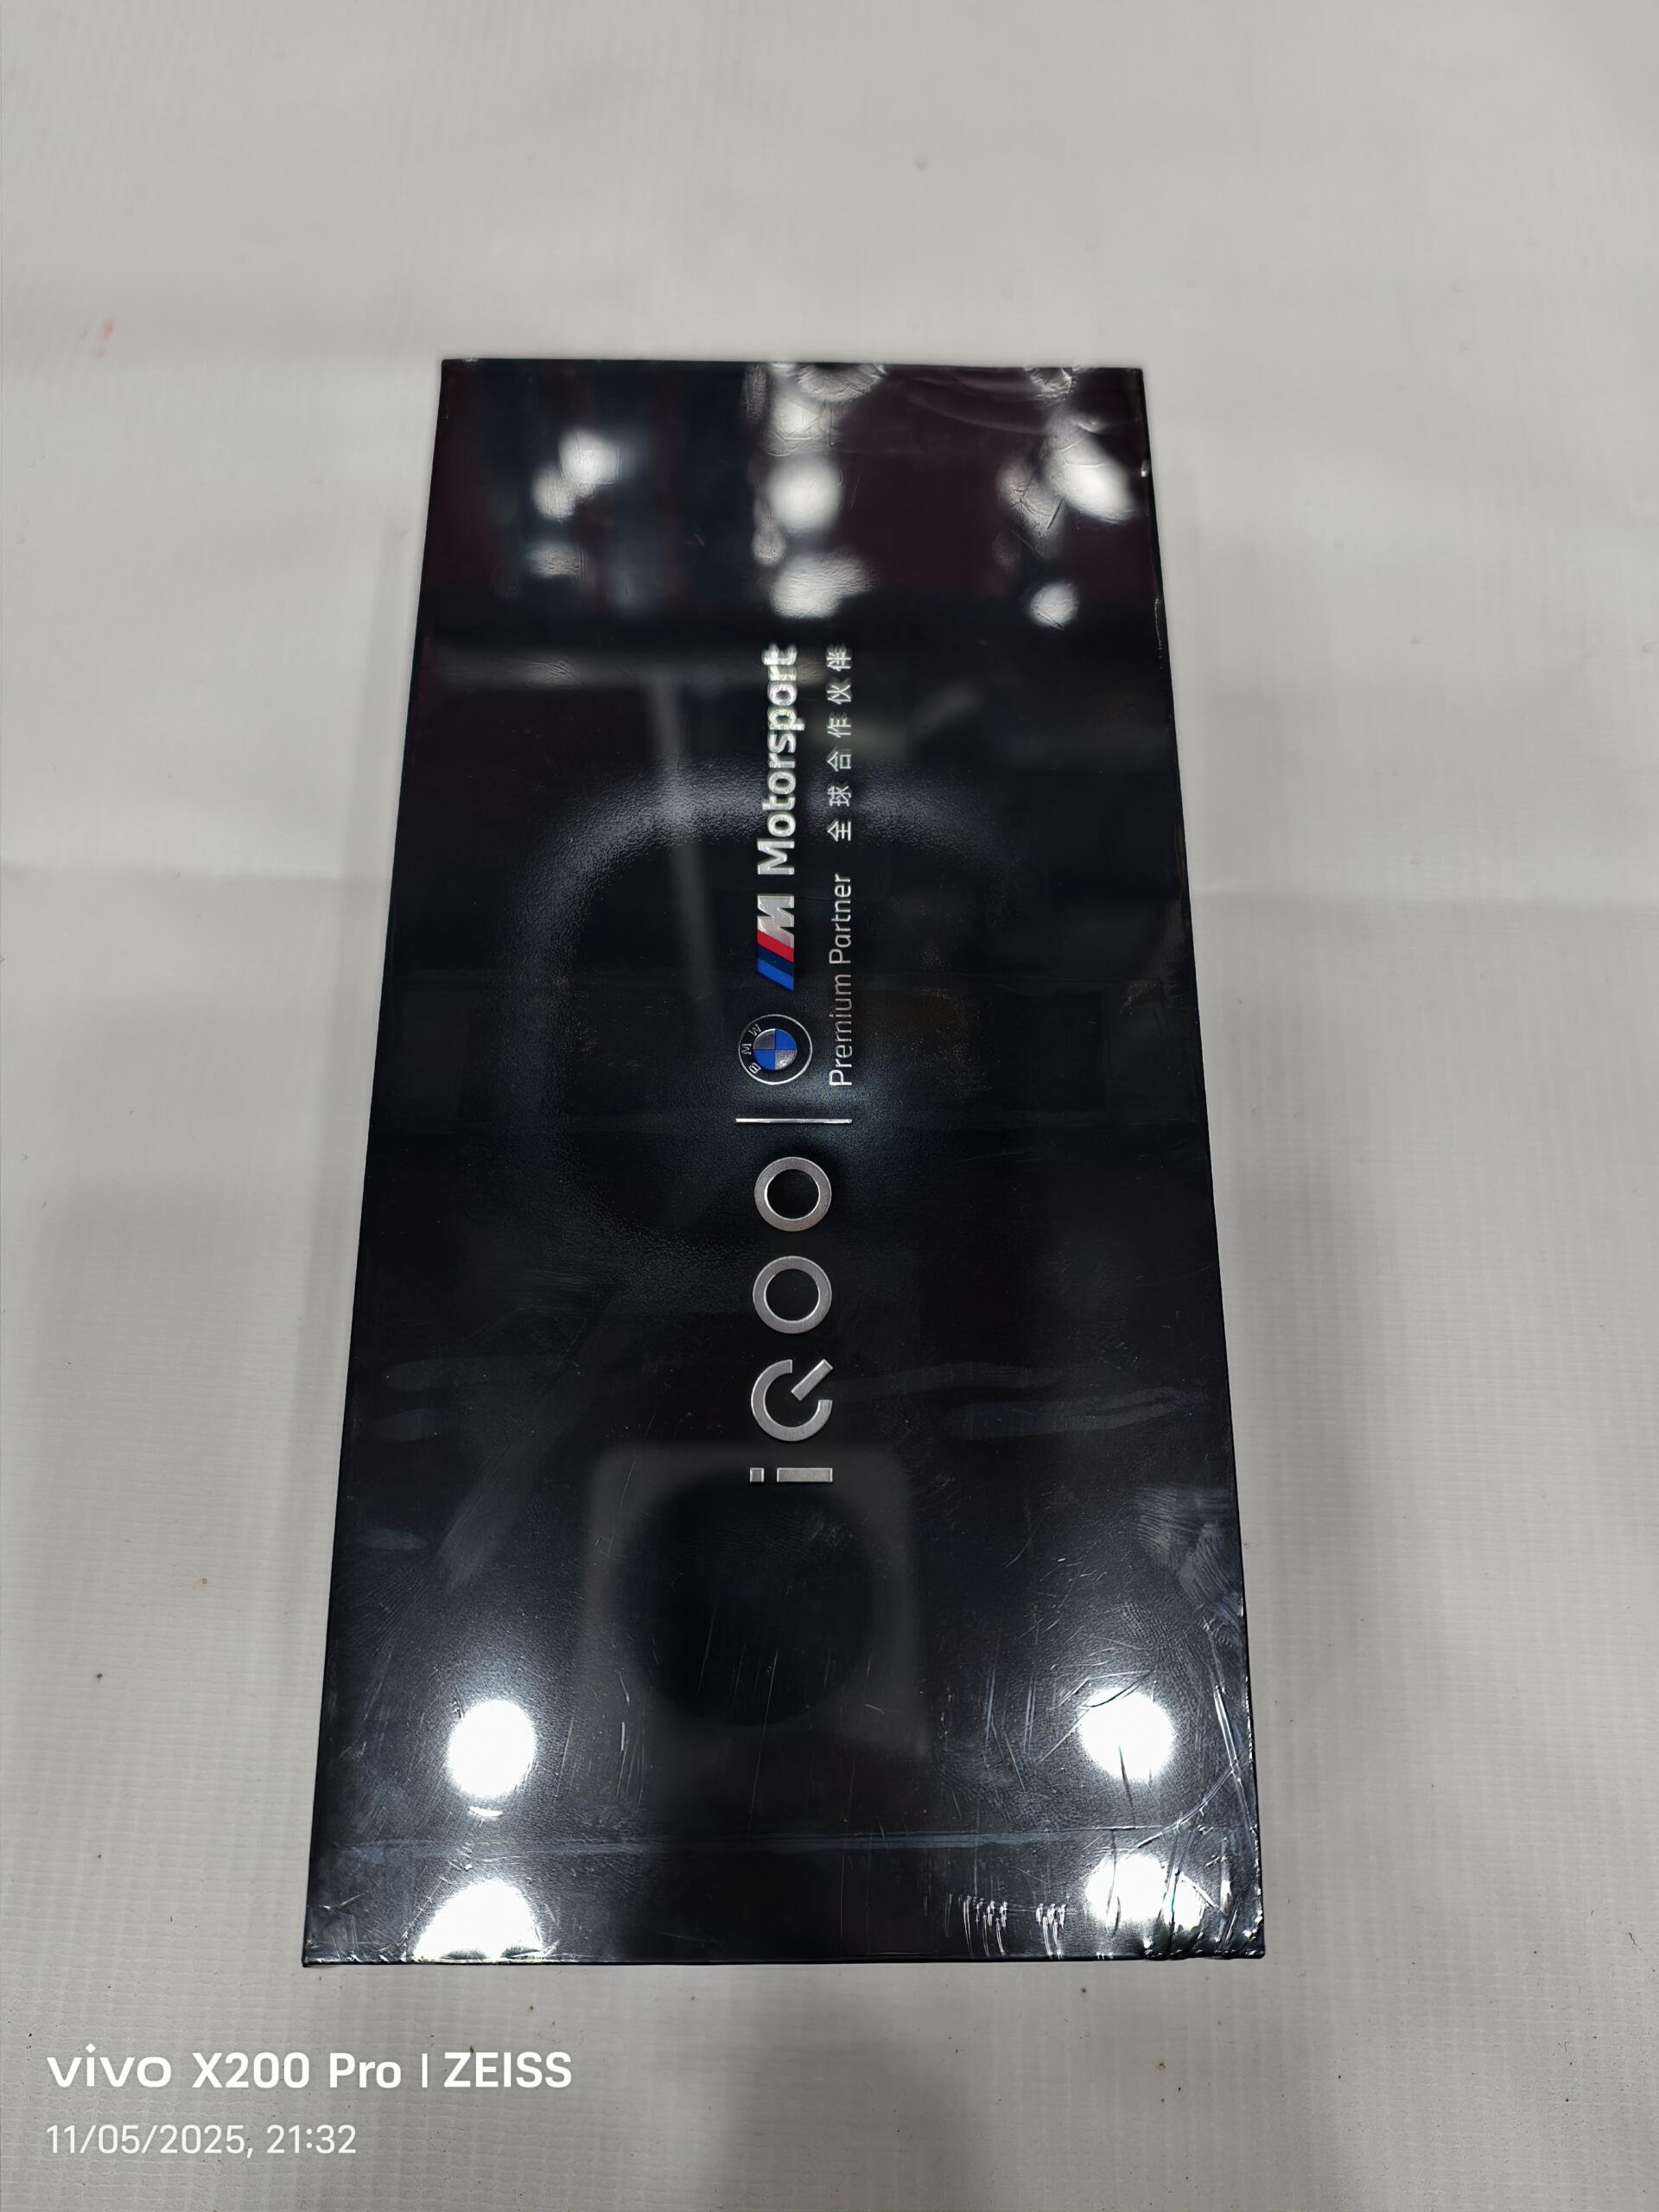 iQOO
BMW
M Motorsport
Premium Partner 全球合作伙伴
vivo X200 Pro | ZEISS
11/05/2025, 21:32